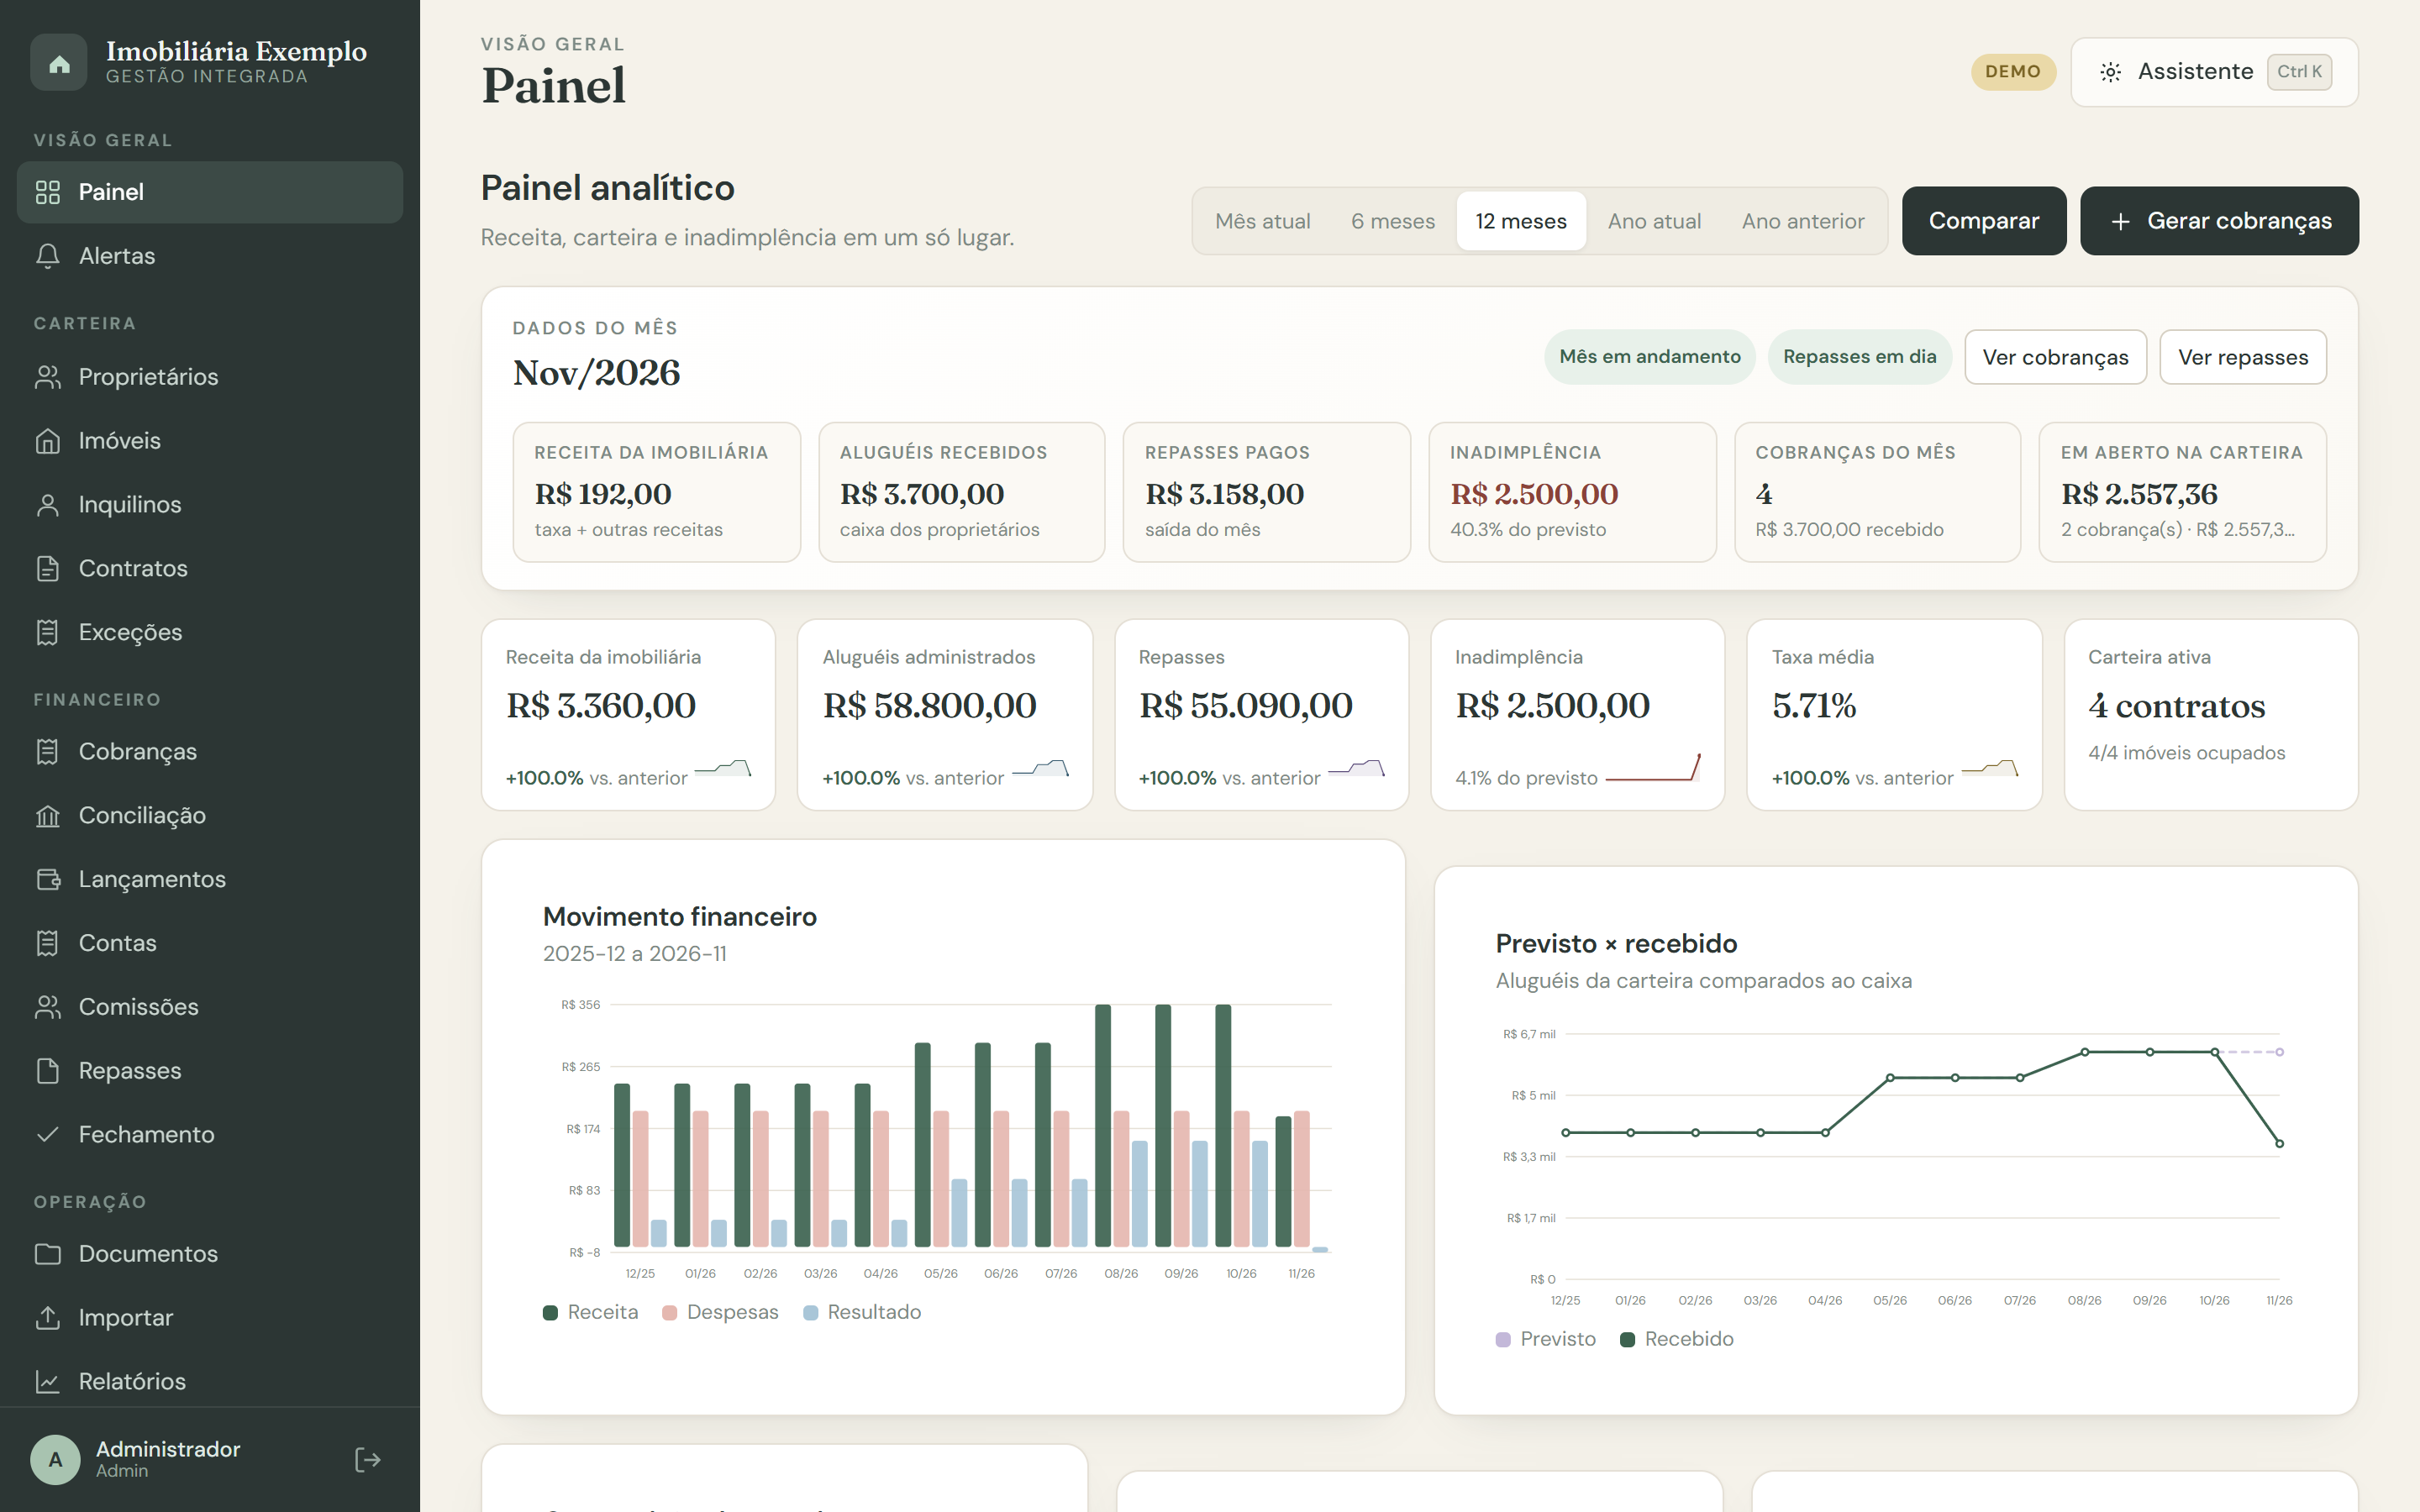 Imobiliária Exemplo
GESTÃO INTEGRADA
VISÃO GERAL
Painel
Alertas
CARTEIRA
Proprietários
Imóveis
Inquilinos
Contratos
Exceções
FINANCEIRO
Cobranças
Conciliação
Lançamentos
Contas
Comissões
Repasses
Fechamento
OPERAÇÃO
Documentos
Importar
Relatórios
A
Administrador
Admin
VISÃO GERAL
Painel
DEMO
Assistente Ctrl K
Painel analítico
Receita, carteira e inadimplência em um só lugar.
Mês atual 6 meses 12 meses Ano atual Ano anterior
Comparar
+ Gerar cobranças
DADOS DO MÊS
Nov/2026
Mês em andamento Repasses em dia Ver cobranças Ver repasses
RECEITA DA IMOBILIÁRIA
R$ 192,00
taxa + outras receitas
ALUGUÉIS RECEBIDOS
R$ 3.700,00
caixa dos proprietários
REPASSES PAGOS
R$ 3.158,00
saída do mês
INADIMPLÊNCIA
R$ 2.500,00
40.3% do previsto
COBRANÇAS DO MÊS
4
R$ 3.700,00 recebido
EM ABERTO NA CARTEIRA
R$ 2.557,36
2 cobrança(s) · R$ 2.557,3...
Receita da imobiliária
R$ 3.360,00
+100.0% vs. anterior
Aluguéis administrados
R$ 58.800,00
+100.0% vs. anterior
Repasses
R$ 55.090,00
+100.0% vs. anterior
Inadimplência
R$ 2.500,00
4.1% do previsto
Taxa média
5.71%
+100.0% vs. anterior
Carteira ativa
4 contratos
4/4 imóveis ocupados
Movimento financeiro
2025-12 a 2026-11
R$ 356
R$ 265
R$ 174
R$ 83
R$ -8
12/25 01/26 02/26 03/26 04/26 05/26 06/26 07/26 08/26 09/26 10/26 11/26
Receita Despesas Resultado
Previsto × recebido
Aluguéis da carteira comparados ao caixa
R$ 6,7 mil
R$ 5 mil
R$ 3,3 mil
R$ 1,7 mil
R$ 0
12/25 01/26 02/26 03/26 04/26 05/26 06/26 07/26 08/26 09/26 10/26 11/26
Previsto Recebido